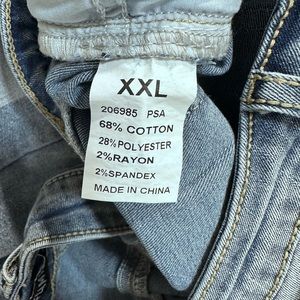 XXL
206985 PSA
68% COTTON
28%POLYESTER
2%RAYON
2%SPANDEX
MADE IN CHINA